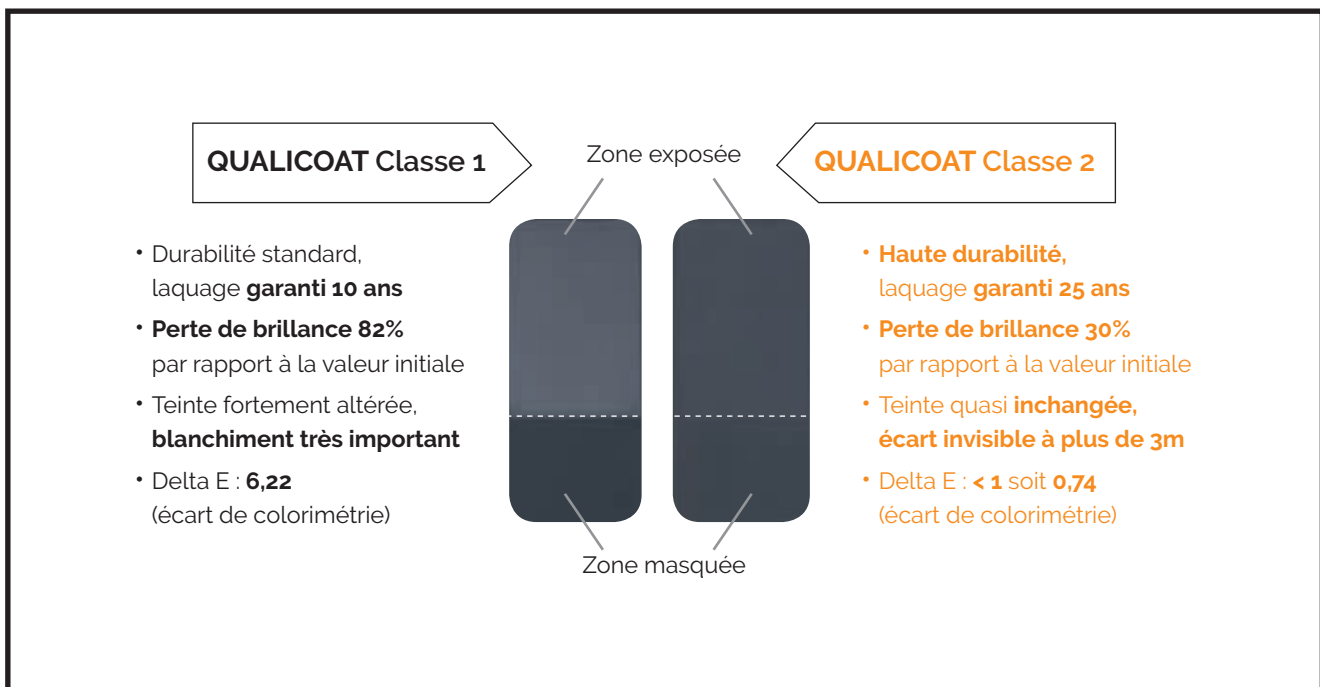 QUALICOAT Classe 1
• Durabilité standard,
laquage garanti 10 ans
• Perte de brillance 82%
par rapport à la valeur initiale
• Teinte fortement altérée,
blanchiment très important
• Delta E : 6,22
(écart de colorimétrie)
Zone exposée
Zone masquée
QUALICOAT Classe 2
• Haute durabilité,
laquage garanti 25 ans
• Perte de brillance 30%
par rapport à la valeur initiale
• Teinte quasi inchangée,
écart invisible à plus de 3m
• Delta E : < 1 soit 0,74
(écart de colorimétrie)